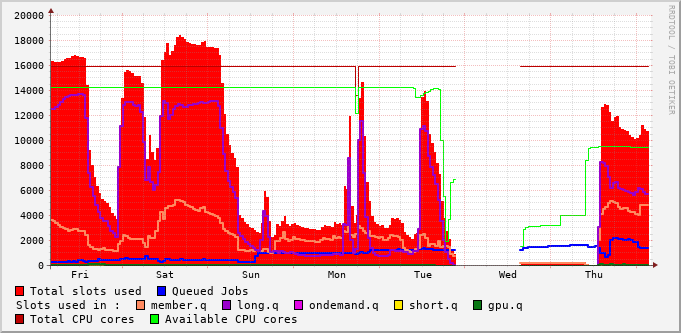 20000
18000
16000
14000
12000
10000
8000
6000
4000
2000
0
Fri Sat Sun Mon Tue Wed Thu
RRDTOOL / TOBI OETIKER
Total slots used Queued Jobs
Slots used in : member.q long.q ondemand.q short.q gpu.q
Total CPU cores Available CPU cores